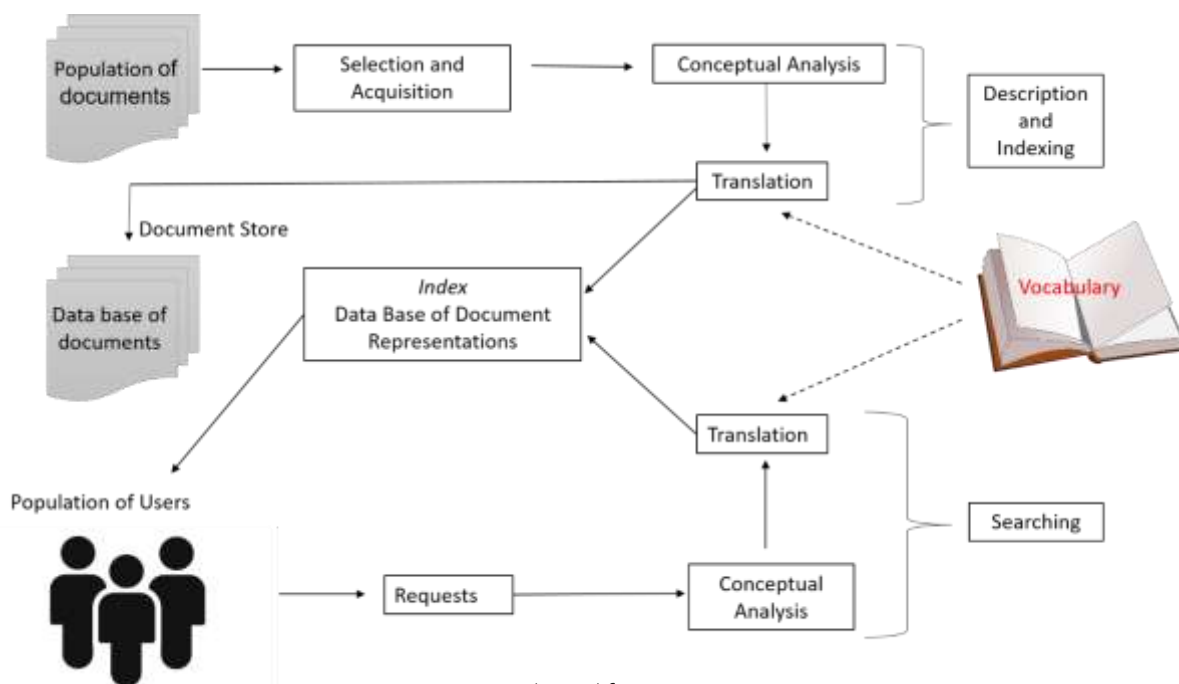 Population of
documents
Selection and
Acquisition
Conceptual Analysis
Description
and
Indexing
Translation
Document Store
Vocabulary
Index
Data Base of Document
Representations
Data base of
documents
Translation
Population of Users
Searching
Requests
Conceptual
Analysis